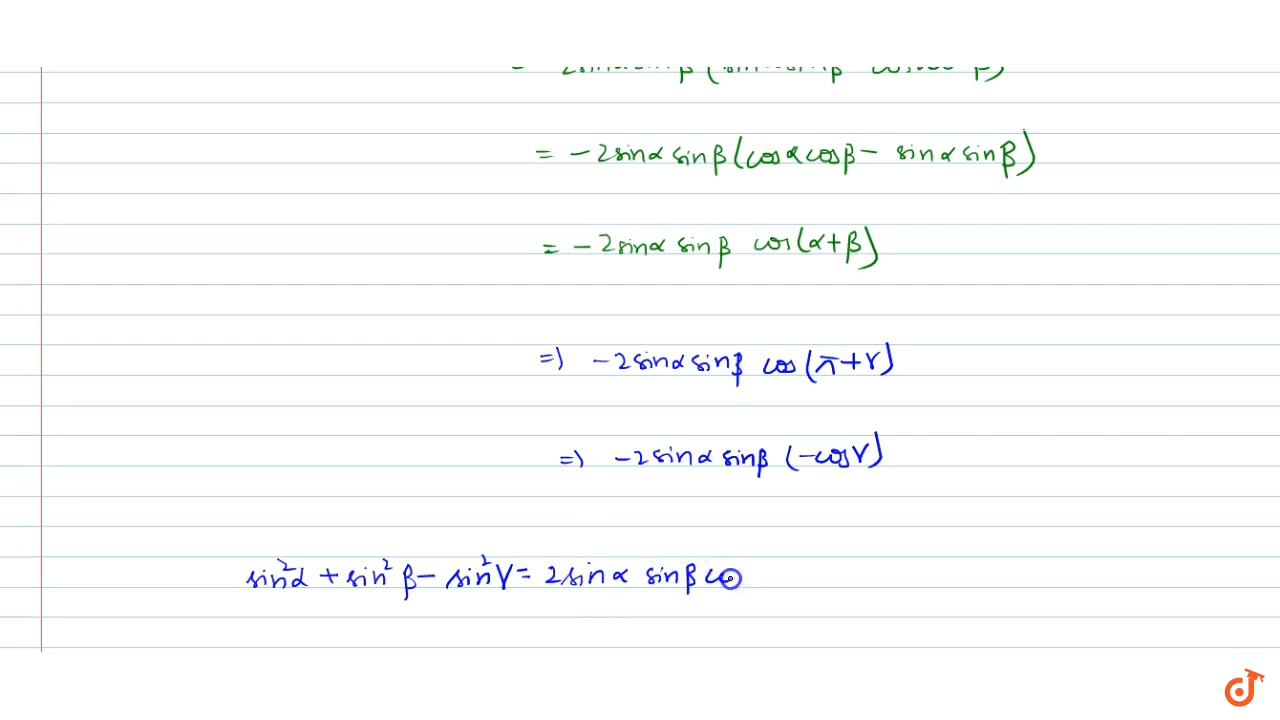 = -2sinα sinβ (cosα cosβ - sinα sinβ)
= -2sinα sinβ cos(α+β)
=) -2sinα sinβ cos(π+γ)
=) -2sinα sinβ (-cosγ)
sin²α + sin²β - sin²γ = 2sinα sinβ co